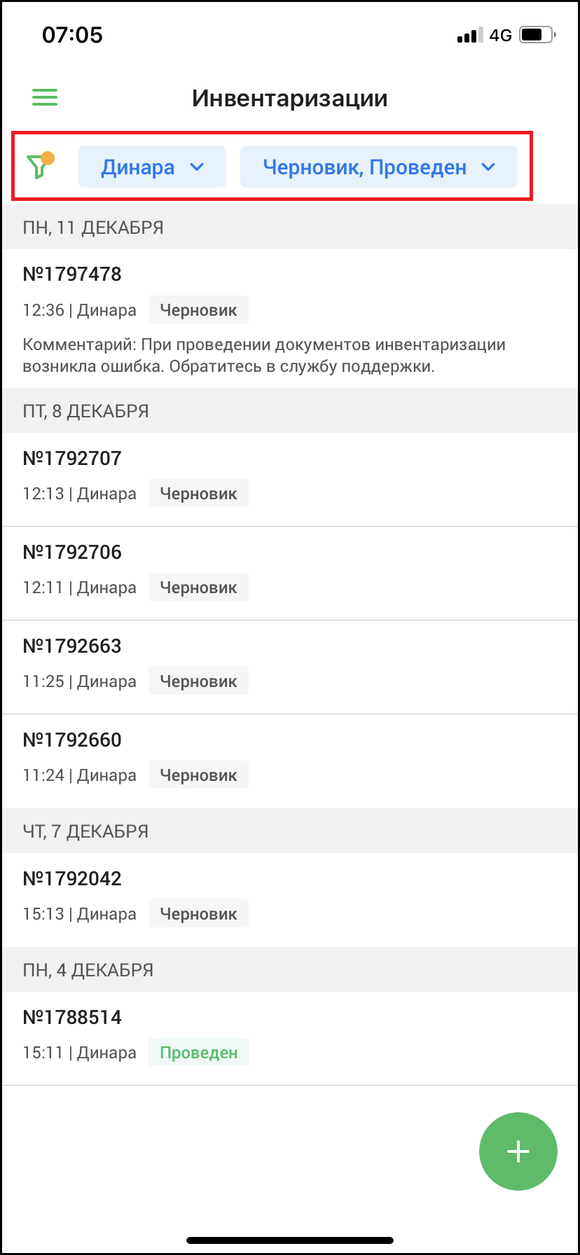 07:05 4G
Инвентаризации
Динара Черновик, Проведен
ПН, 11 ДЕКАБРЯ
№1797478
12:36 | Динара Черновик
Комментарий: При проведении документов инвентаризации
возникла ошибка. Обратитесь в службу поддержки.
ПТ, 8 ДЕКАБРЯ
№1792707
12:13 | Динара Черновик
№1792706
12:11 | Динара Черновик
№1792663
11:25 | Динара Черновик
№1792660
11:24 | Динара Черновик
ЧТ, 7 ДЕКАБРЯ
№1792042
15:13 | Динара Черновик
ПН, 4 ДЕКАБРЯ
№1788514
15:11 | Динара Проведен